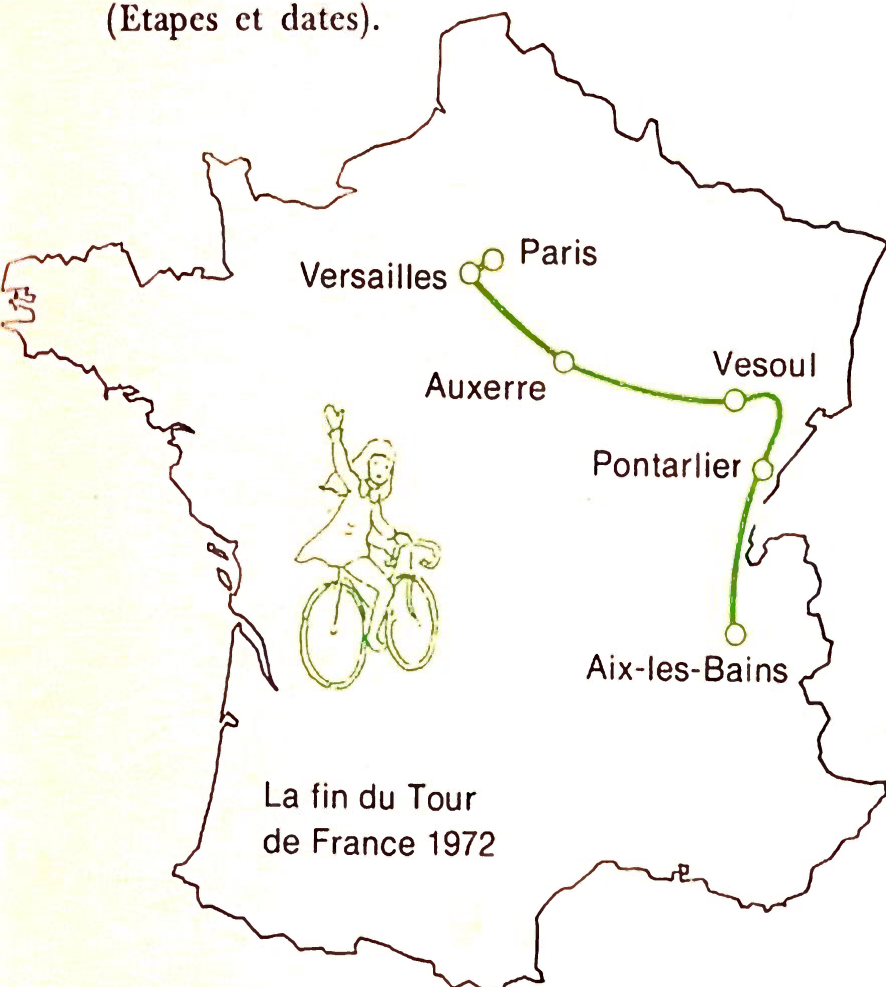 (Etapes et dates).
Paris
Versailles
Vesoul
Auxerre
Pontarlier
Aix-les-Bains
La fin du Tour
de France 1972